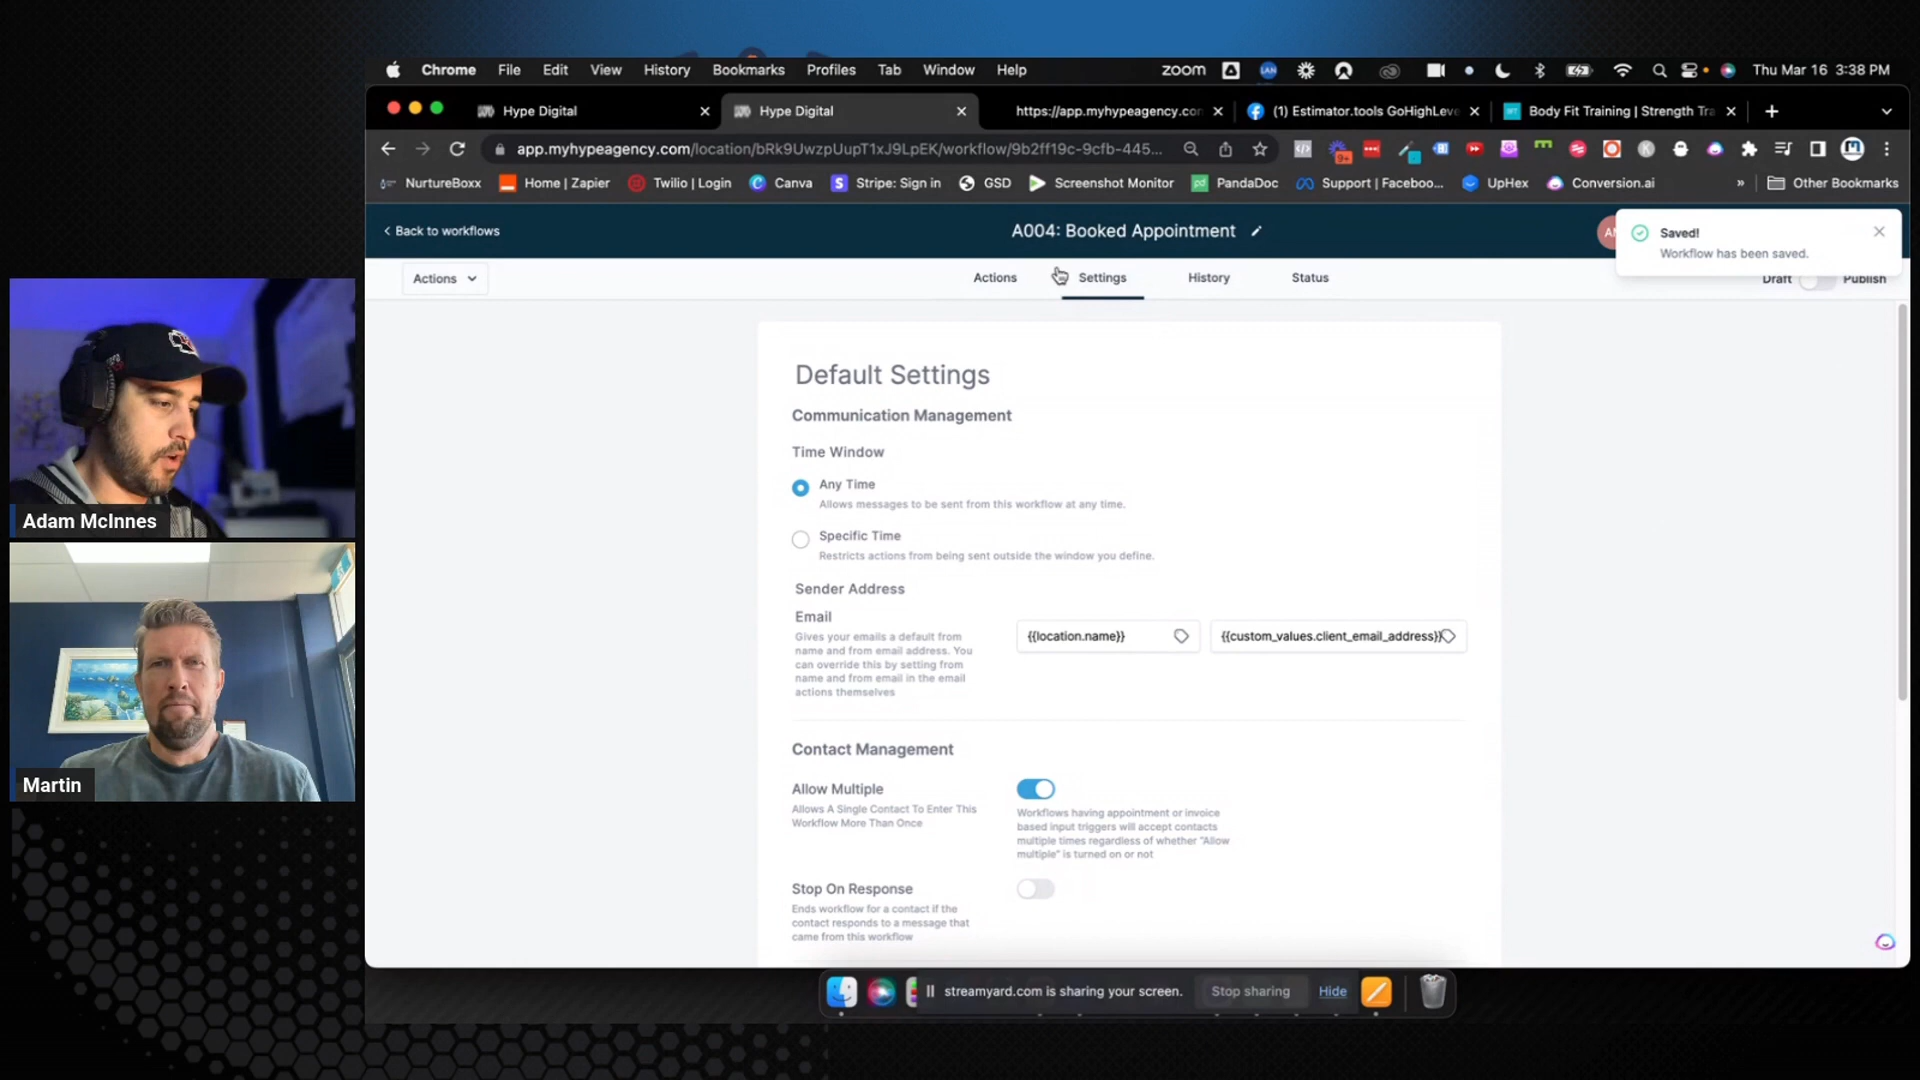 Chrome File Edit View History Bookmarks Profiles Tab Window Help zoom LAN Thu Mar 16 3:38 PM
Hype Digital Hype Digital https://app.myhypeagency.con (1) Estimator.tools GoHighLeve Body Fit Training | Strength Tra
app.myhypeagency.com/location/bRk9UwzpUupT1xJ9LpEK/workflow/9b2ff19c-9cfb-445... 9+
NurtureBoxx Home | Zapier Twilio | Login Canva Stripe: Sign in GSD Screenshot Monitor PandaDoc Support | Faceboo... UpHex Conversion.ai » Other Bookmarks
Back to workflows
A004: Booked Appointment
Saved!
Workflow has been saved.
Actions
Actions Settings History Status
Draft Publish
Default Settings
Communication Management
Time Window
Any Time
Allows messages to be sent from this workflow at any time.
Specific Time
Restricts actions from being sent outside the window you define.
Sender Address
Email
Gives your emails a default from
name and from email address. You
can override this by setting from
name and from email in the email
actions themselves
{{location.name}}
{{custom_values.client_email_address}}
Contact Management
Allow Multiple
Allows A Single Contact To Enter This
Workflow More Than Once
Workflows having appointment or invoice
based input triggers will accept contacts
multiple times regardless of whether "Allow
multiple" is turned on or not
Stop On Response
Ends workflow for a contact if the
contact responds to a message that
came from this workflow
streamyard.com is sharing your screen. Stop sharing Hide
Adam McInnes
Martin